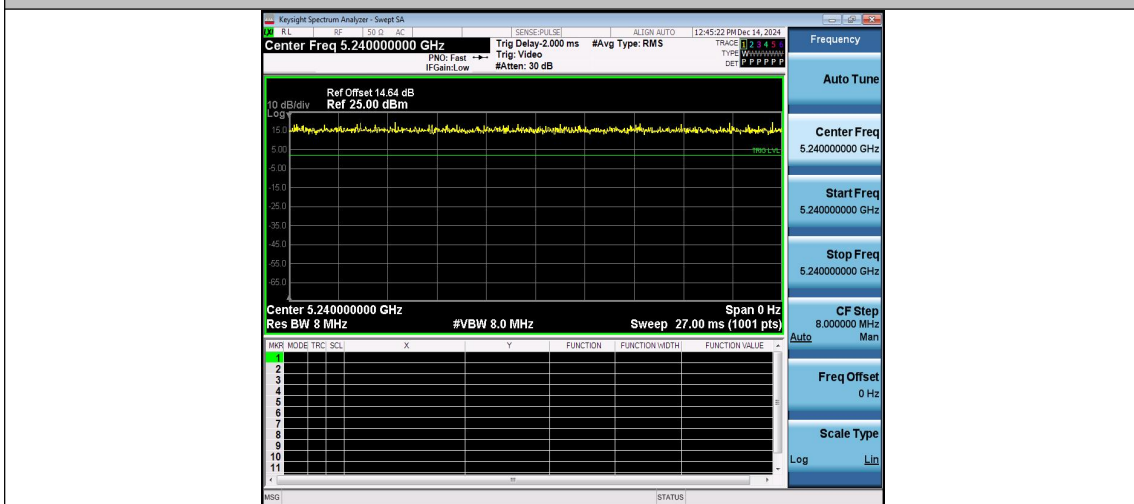 Keysight Spectrum Analyzer - Swept SA
RL RF 50 Ω AC SENSE:PULSE ALIGN AUTO 12:45:22 PM Dec 14, 2024
Center Freq 5.240000000 GHz
PNO: Fast
IFGain:Low
Trig Delay-2.000 ms
Trig: Video
#Atten: 30 dB
#Avg Type: RMS
TRACE 1 2 3 4 5 6
TYPE W
DET P P P P P P
Ref Offset 14.64 dB
10 dB/div Ref 25.00 dBm
Log
15.0
5.00
TRIG LVL
-5.00
-15.0
-25.0
-35.0
-45.0
-55.0
-65.0
Center 5.240000000 GHz Span 0 Hz
Res BW 8 MHz #VBW 8.0 MHz Sweep 27.00 ms (1001 pts)
MKR MODE TRC SCL X Y FUNCTION FUNCTION WIDTH FUNCTION VALUE
1
2
3
4
5
6
7
8
9
10
11
MSG STATUS
Frequency
Auto Tune
Center Freq
5.240000000 GHz
Start Freq
5.240000000 GHz
Stop Freq
5.240000000 GHz
CF Step
8.000000 MHz
Auto Man
Freq Offset
0 Hz
Scale Type
Log Lin